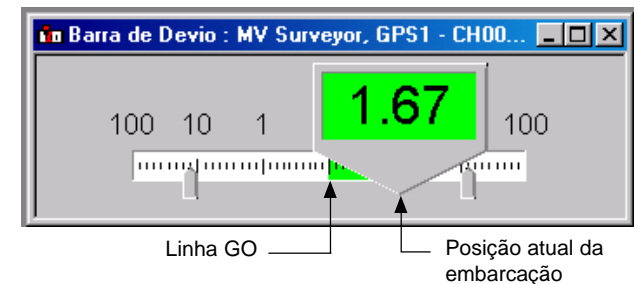 Barra de Devio : MV Surveyor, GPS1 - CH00...
1.67
100 10 1 100
Linha GO
Posição atual da
embarcação